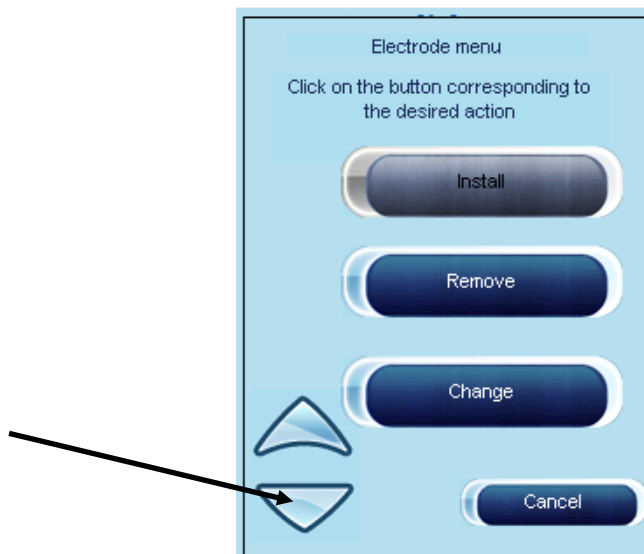 Electrode menu
Click on the button corresponding to
the desired action
Install
Remove
Change
Cancel